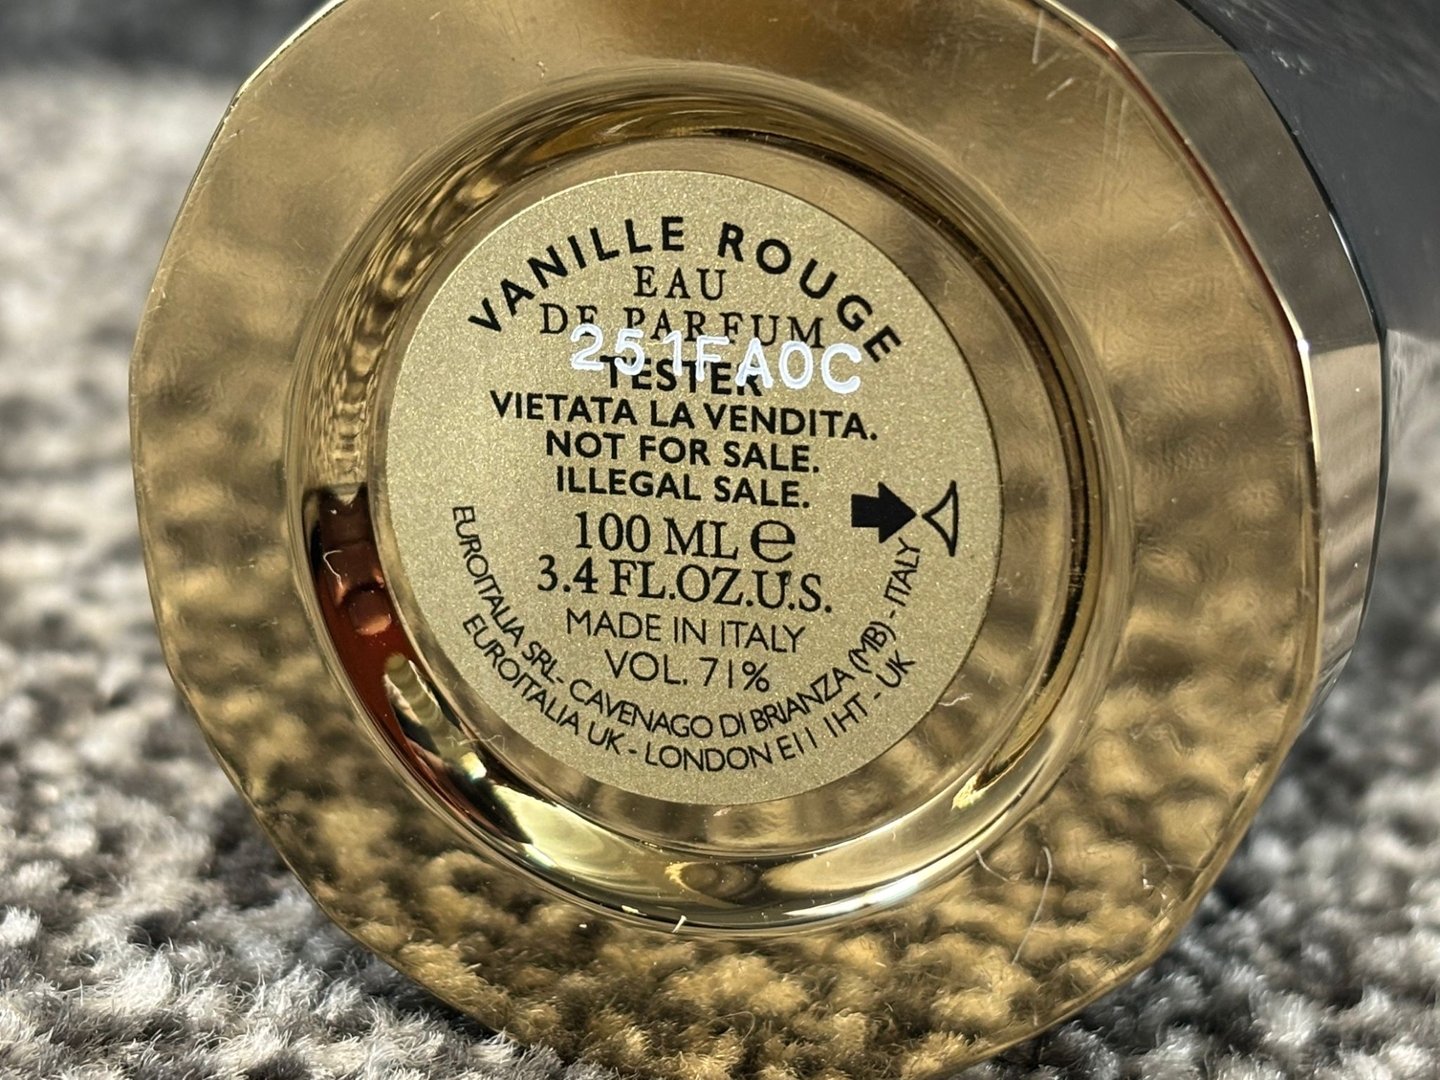 VANILLE ROUGE
EAU
DE PARFUM
251FA0C
TESTER
VIETATA LA VENDITA.
NOT FOR SALE.
ILLEGAL SALE.
100 ML ℮
3.4 FL.OZ.U.S.
MADE IN ITALY
VOL. 71%
EUROITALIA SRL - CAVENAGO DI BRIANZA (MB) - ITALY
EUROITALIA UK - LONDON E11 1HT - UK